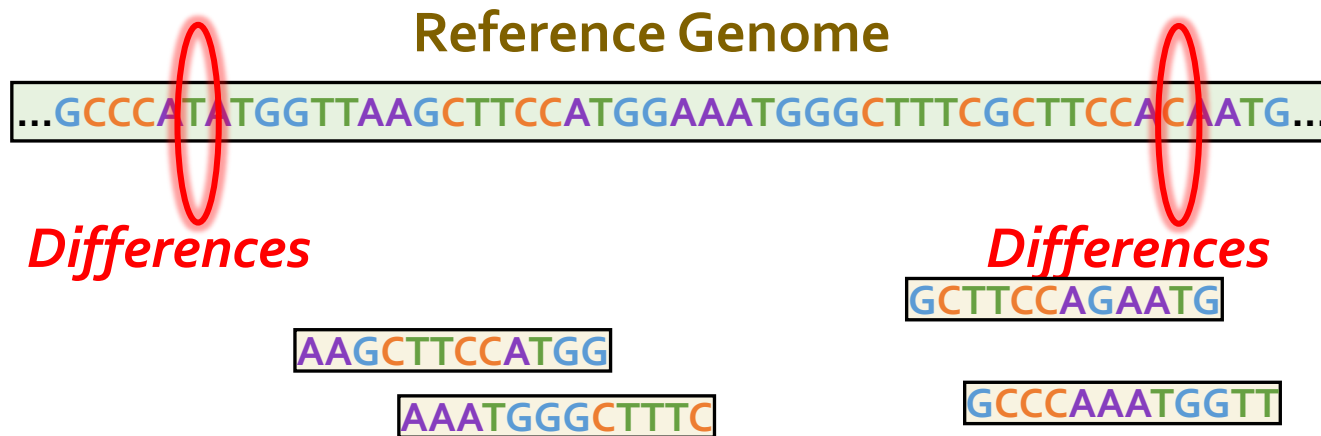 Reference Genome
...GCCCATATGGTTAAGCTTCCATGGAAATGGGCTTTCGCTTCCACAATG...
Differences
Differences
GCTTCCAGAATG
AAGCTTCCATGG
GCCCAAATGGTT
AAATGGGCTTTC